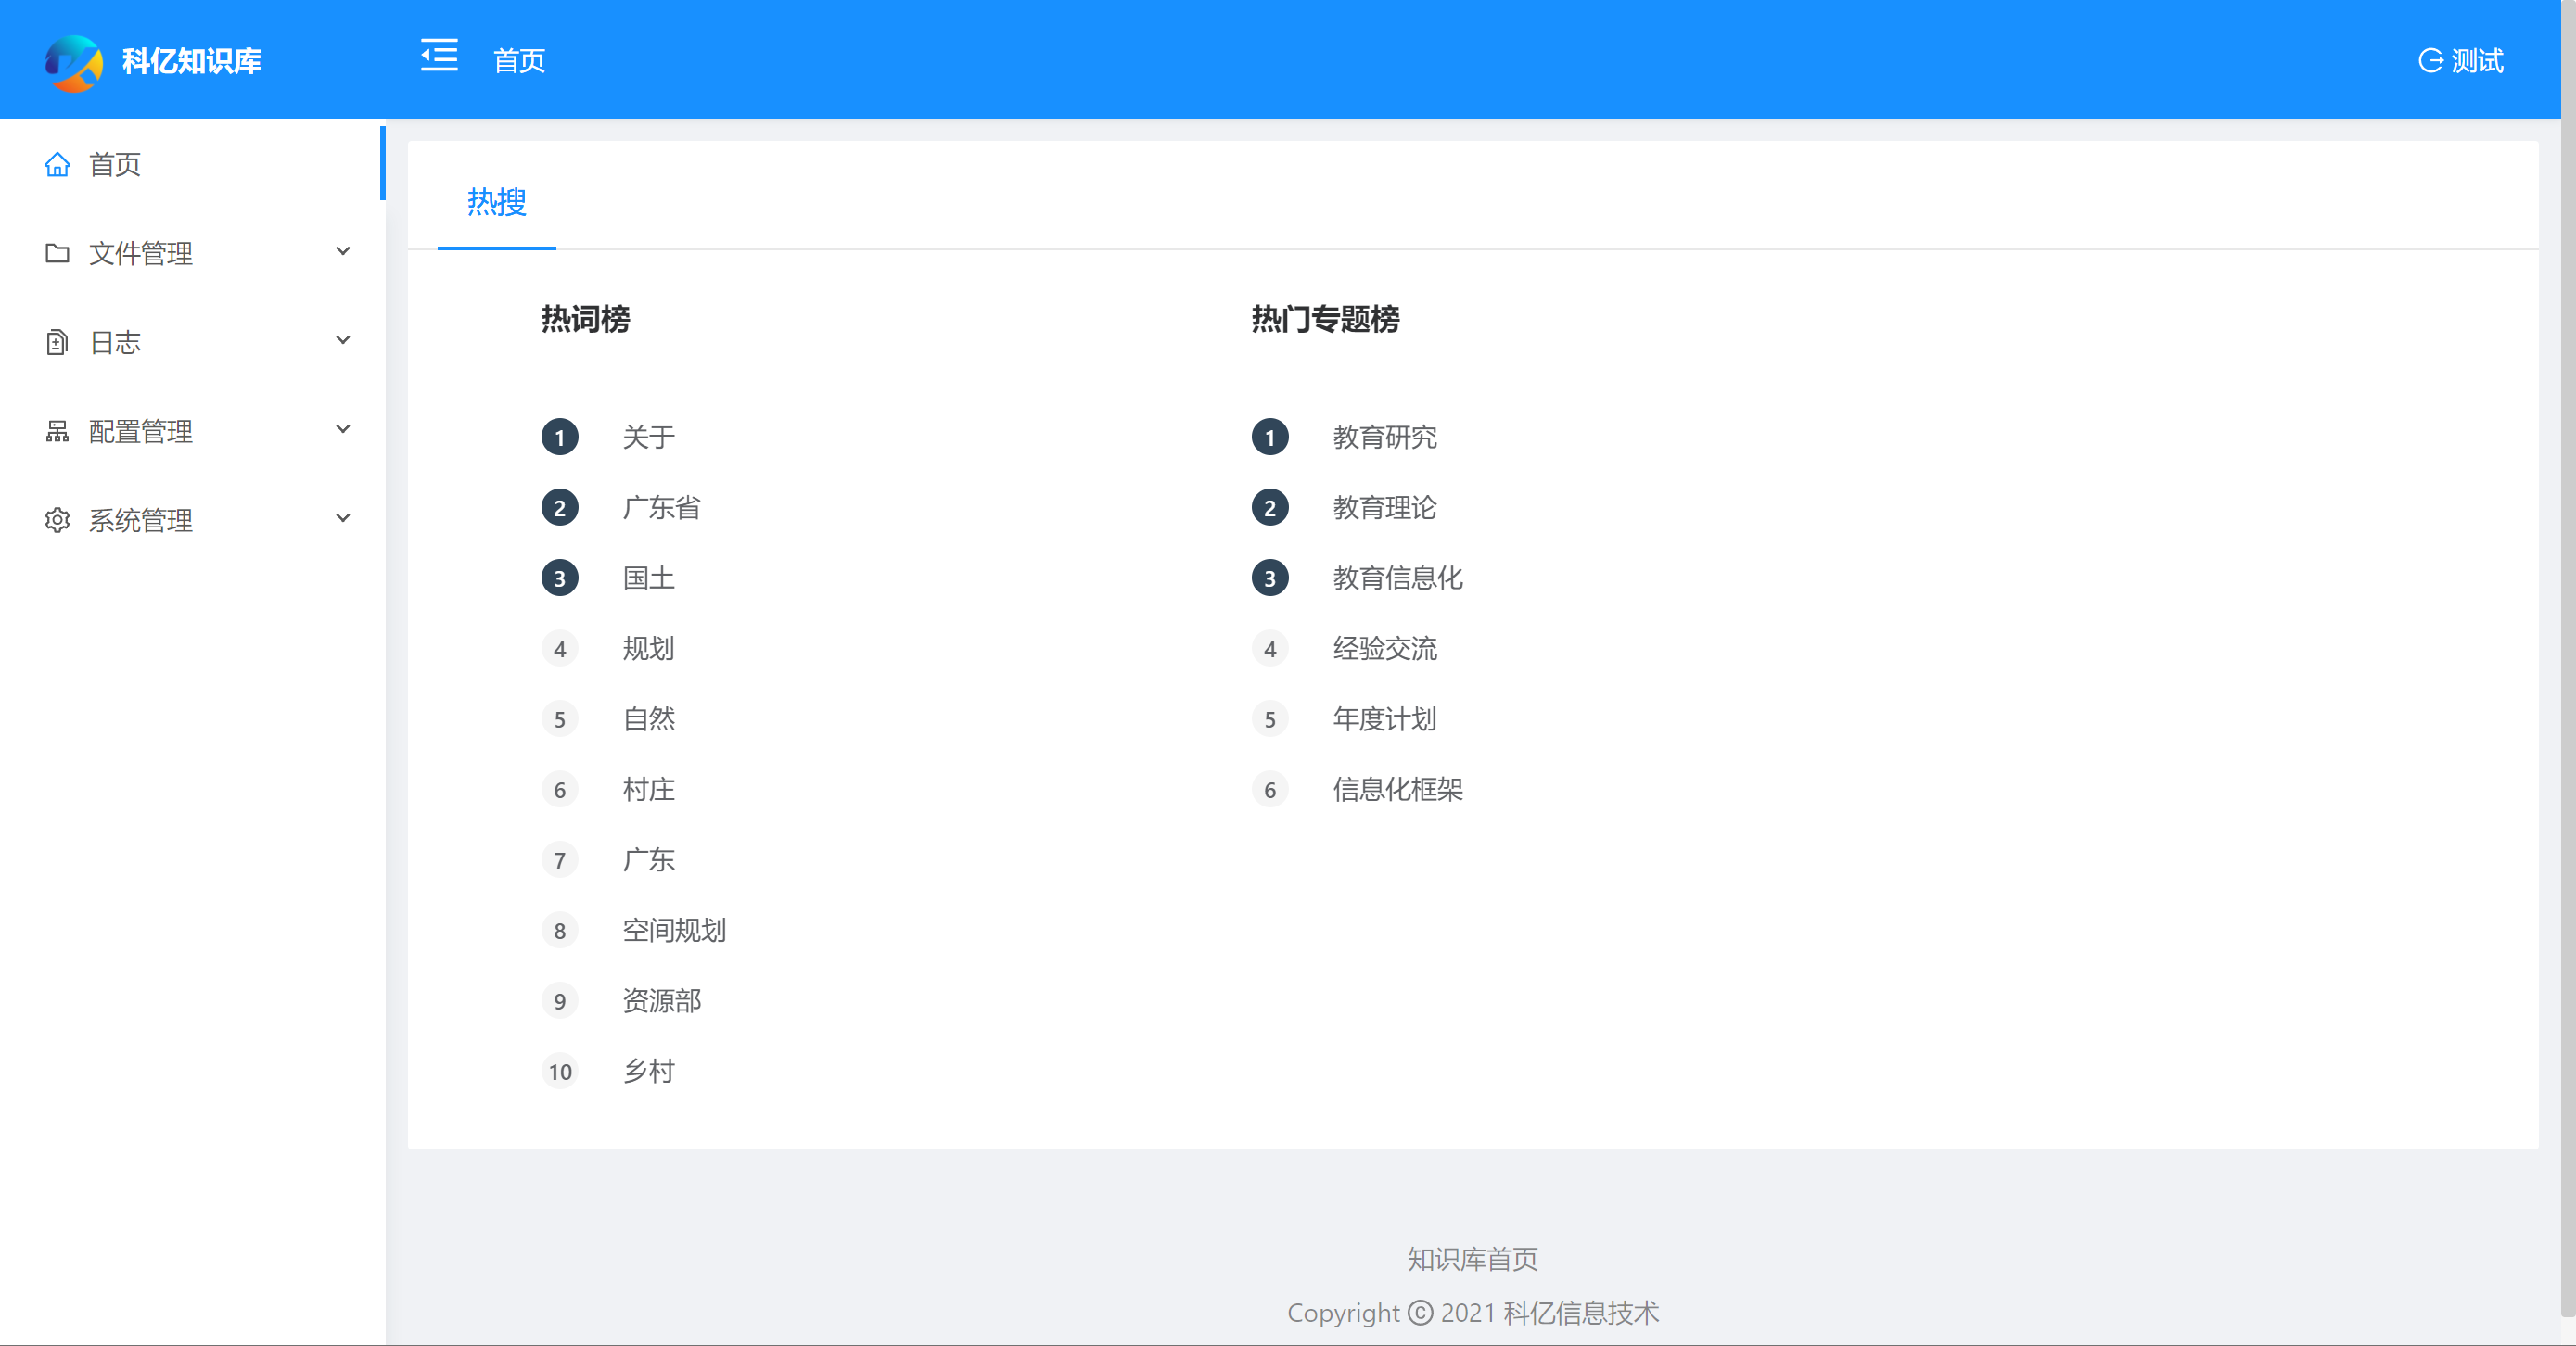 科亿知识库
首页
测试
首页
文件管理
日志
配置管理
系统管理
热搜
热词榜
1 关于
2 广东省
3 国土
4 规划
5 自然
6 村庄
7 广东
8 空间规划
9 资源部
10 乡村
热门专题榜
1 教育研究
2 教育理论
3 教育信息化
4 经验交流
5 年度计划
6 信息化框架
知识库首页
Copyright © 2021 科亿信息技术